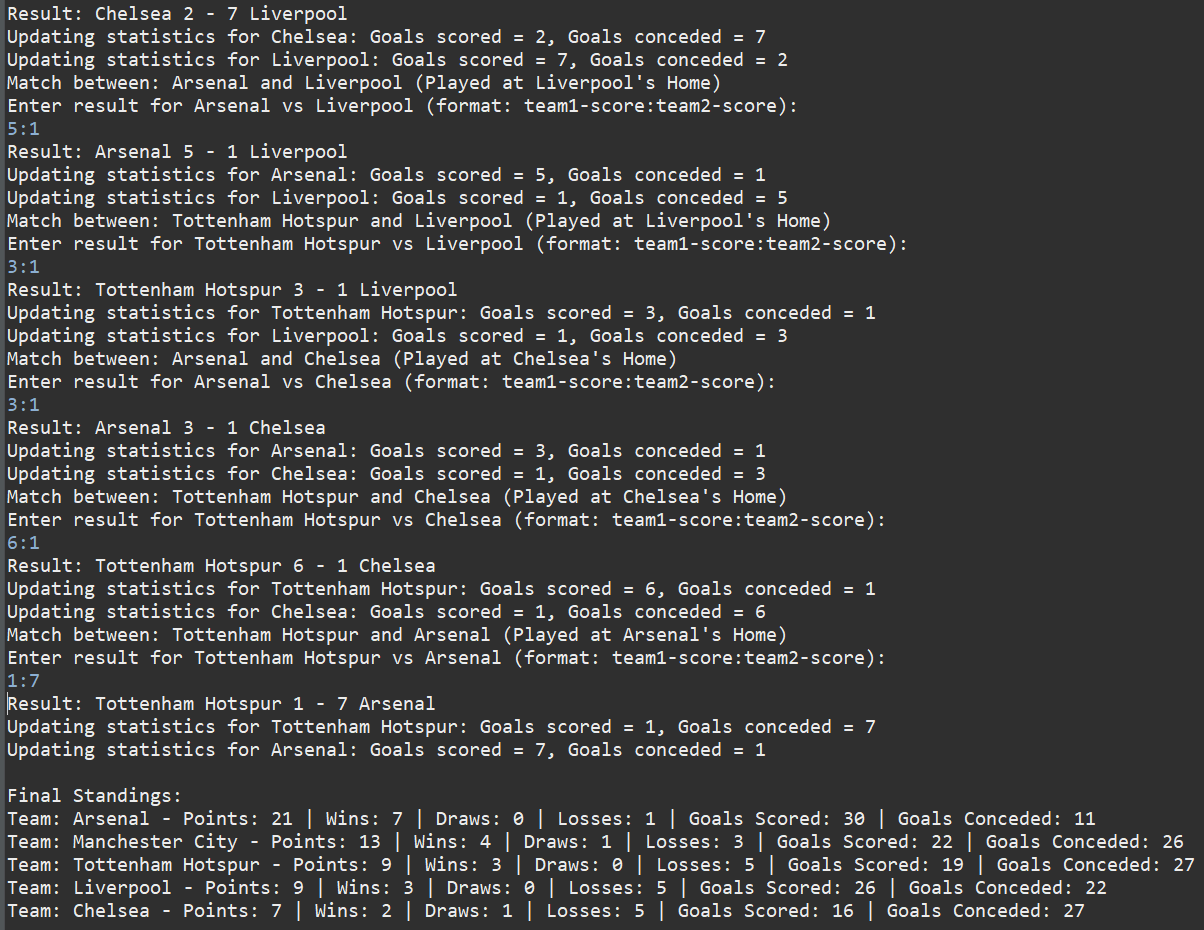 Result: Chelsea 2 - 7 Liverpool
Updating statistics for Chelsea: Goals scored = 2, Goals conceded = 7
Updating statistics for Liverpool: Goals scored = 7, Goals conceded = 2
Match between: Arsenal and Liverpool (Played at Liverpool's Home)
Enter result for Arsenal vs Liverpool (format: team1-score:team2-score):
5:1
Result: Arsenal 5 - 1 Liverpool
Updating statistics for Arsenal: Goals scored = 5, Goals conceded = 1
Updating statistics for Liverpool: Goals scored = 1, Goals conceded = 5
Match between: Tottenham Hotspur and Liverpool (Played at Liverpool's Home)
Enter result for Tottenham Hotspur vs Liverpool (format: team1-score:team2-score):
3:1
Result: Tottenham Hotspur 3 - 1 Liverpool
Updating statistics for Tottenham Hotspur: Goals scored = 3, Goals conceded = 1
Updating statistics for Liverpool: Goals scored = 1, Goals conceded = 3
Match between: Arsenal and Chelsea (Played at Chelsea's Home)
Enter result for Arsenal vs Chelsea (format: team1-score:team2-score):
3:1
Result: Arsenal 3 - 1 Chelsea
Updating statistics for Arsenal: Goals scored = 3, Goals conceded = 1
Updating statistics for Chelsea: Goals scored = 1, Goals conceded = 3
Match between: Tottenham Hotspur and Chelsea (Played at Chelsea's Home)
Enter result for Tottenham Hotspur vs Chelsea (format: team1-score:team2-score):
6:1
Result: Tottenham Hotspur 6 - 1 Chelsea
Updating statistics for Tottenham Hotspur: Goals scored = 6, Goals conceded = 1
Updating statistics for Chelsea: Goals scored = 1, Goals conceded = 6
Match between: Tottenham Hotspur and Arsenal (Played at Arsenal's Home)
Enter result for Tottenham Hotspur vs Arsenal (format: team1-score:team2-score):
1:7
Result: Tottenham Hotspur 1 - 7 Arsenal
Updating statistics for Tottenham Hotspur: Goals scored = 1, Goals conceded = 7
Updating statistics for Arsenal: Goals scored = 7, Goals conceded = 1

Final Standings:
Team: Arsenal - Points: 21 | Wins: 7 | Draws: 0 | Losses: 1 | Goals Scored: 30 | Goals Conceded: 11
Team: Manchester City - Points: 13 | Wins: 4 | Draws: 1 | Losses: 3 | Goals Scored: 22 | Goals Conceded: 26
Team: Tottenham Hotspur - Points: 9 | Wins: 3 | Draws: 0 | Losses: 5 | Goals Scored: 19 | Goals Conceded: 27
Team: Liverpool - Points: 9 | Wins: 3 | Draws: 0 | Losses: 5 | Goals Scored: 26 | Goals Conceded: 22
Team: Chelsea - Points: 7 | Wins: 2 | Draws: 1 | Losses: 5 | Goals Scored: 16 | Goals Conceded: 27